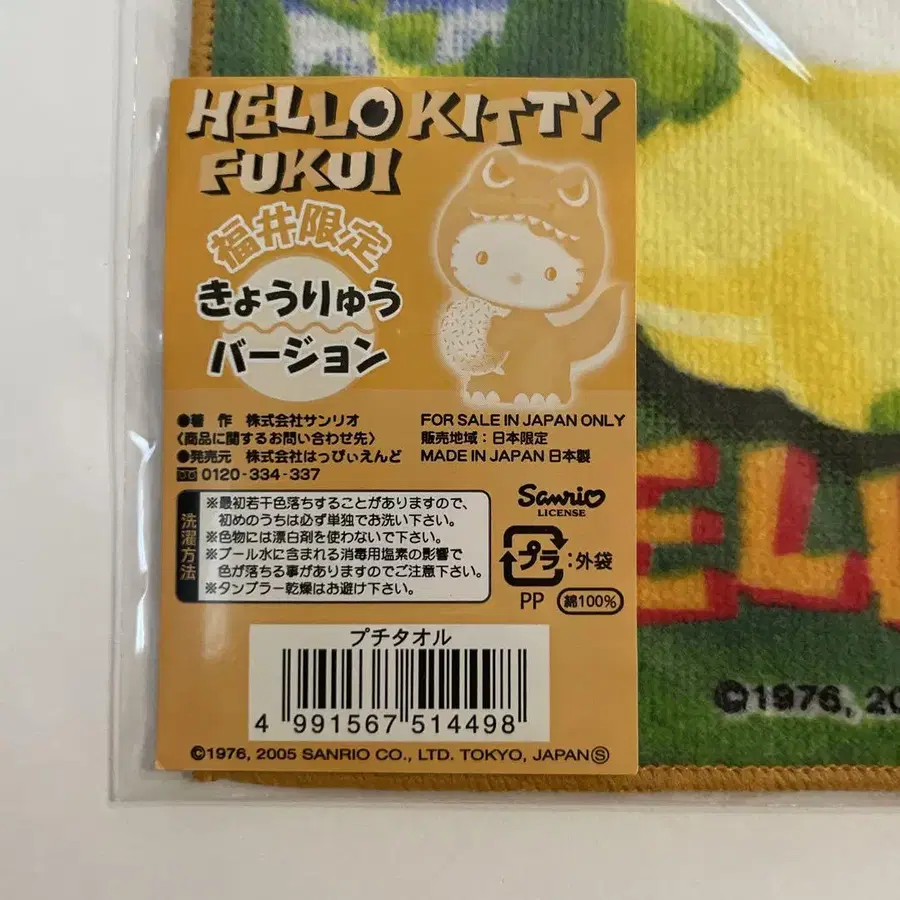 HELLO KITTY
FUKUI
福井限定
きょうりゅう
バージョン
●著 作 株式会社サンリオ
〈商品に関するお問い合わせ先〉
●発売元 株式会社はっぴぃえんど
0120-334-337
FOR SALE IN JAPAN ONLY
販売地域：日本限定
MADE IN JAPAN 日本製
洗濯方法
※最初若干色落ちすることがありますので、
初めのうちは必ず単独でお洗い下さい。
※色物には漂白剤を使わないで下さい。
※プール水に含まれる消毒用塩素の影響で
色が落ちる事がありますのでご注意下さい。
※タンブラー乾燥はお避け下さい。
Sanrio
LICENSE
プラ：外袋
PP 綿100%
プチタオル
4 991567 514498
©1976, 2005 SANRIO CO., LTD. TOKYO, JAPAN Ⓢ
ELL
©1976, 20